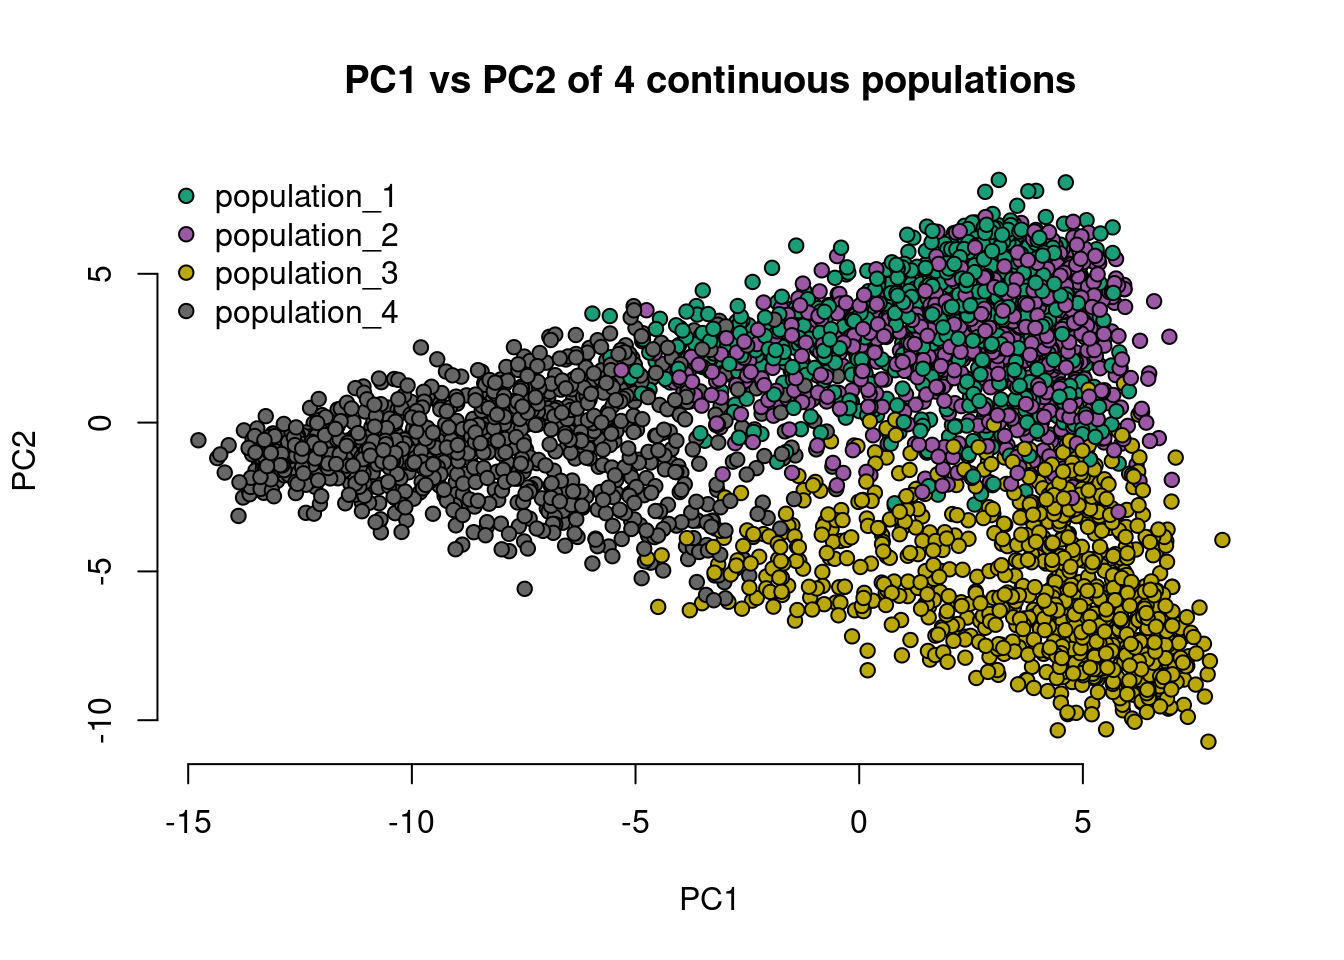 PC1 vs PC2 of 4 continuous populations
population_1
population_2
population_3
population_4
5
0
-5
-10
PC2
-15 -10 -5 0 5
PC1